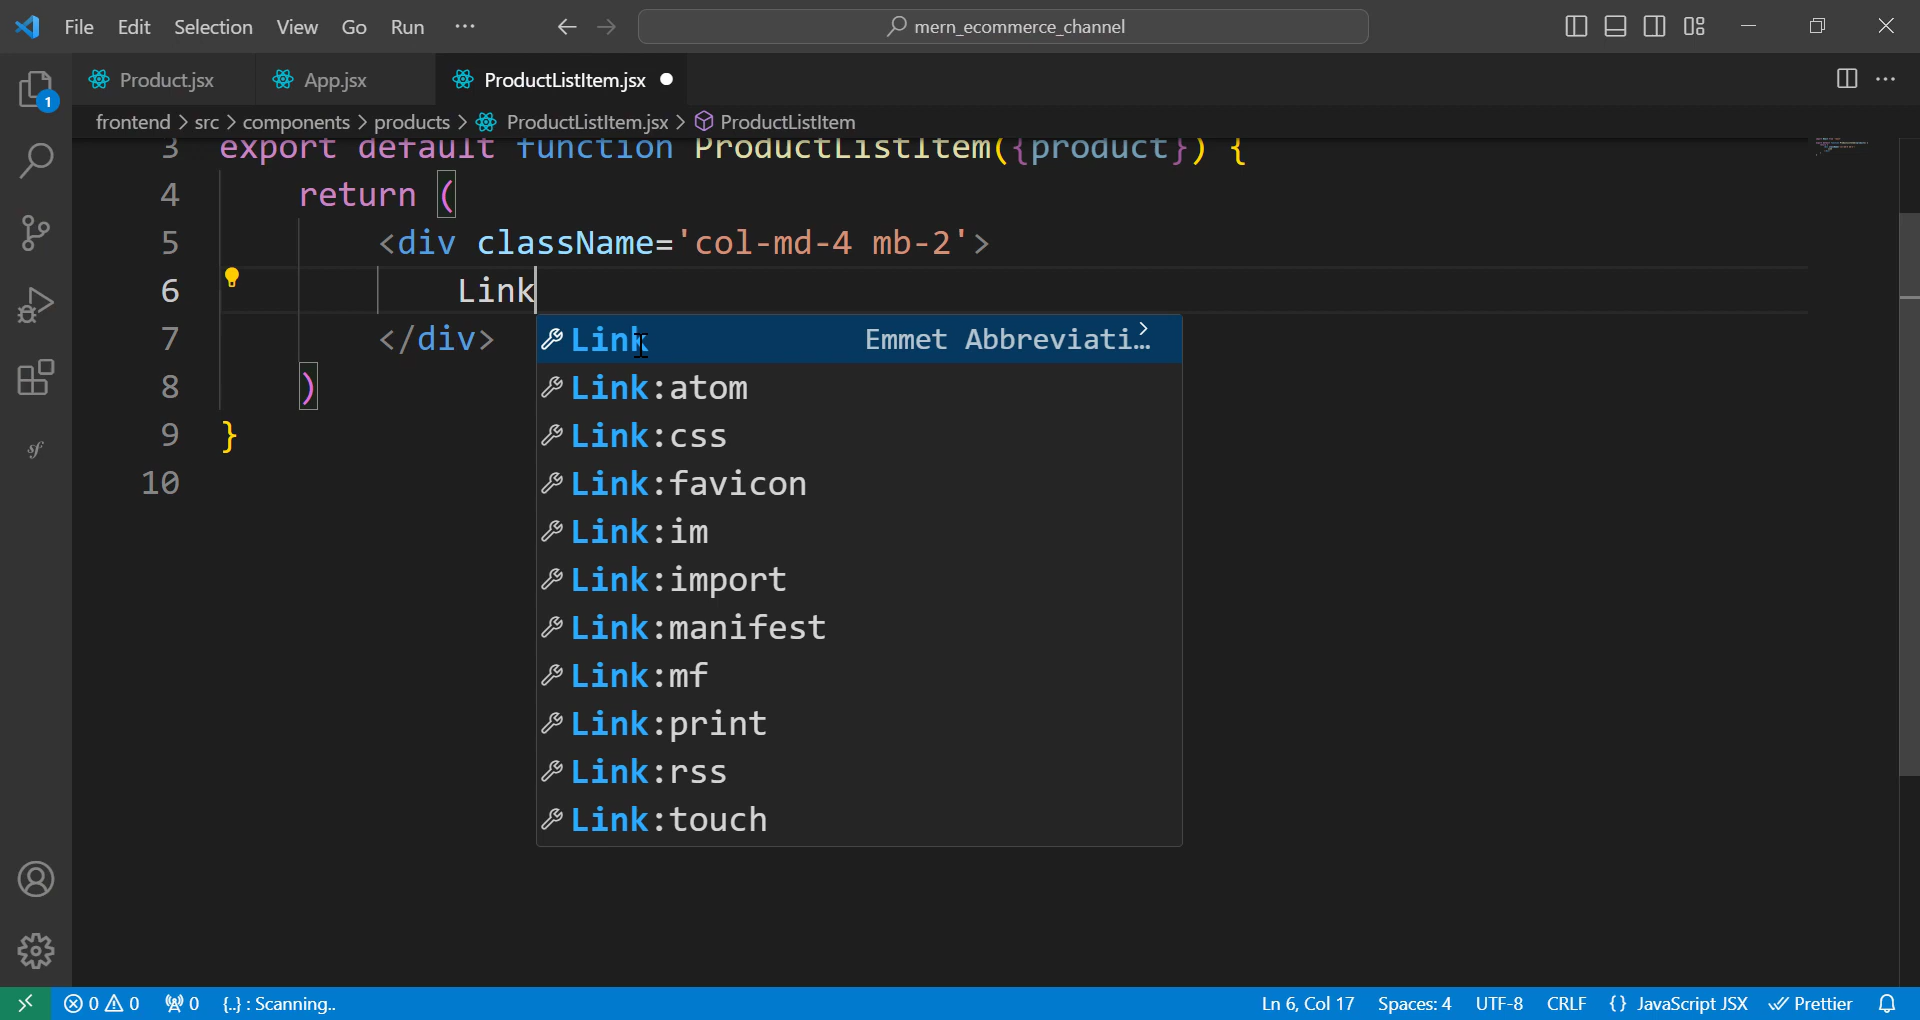 File Edit Selection View Go Run ··· mern_ecommerce_channel
Product.jsx App.jsx ProductListItem.jsx
frontend > src > components > products > ProductListItem.jsx > ProductListItem
3 export default function ProductListItem({product}) {
4 return (
5 <div className='col-md-4 mb-2'>
6 Link
7 </div>
8 )
9 }
10
Link Emmet Abbreviati…
Link:atom
Link:css
Link:favicon
Link:im
Link:import
Link:manifest
Link:mf
Link:print
Link:rss
Link:touch
1
sf
0 0 0 {..} : Scanning.. Ln 6, Col 17 Spaces: 4 UTF-8 CRLF {} JavaScript JSX Prettier